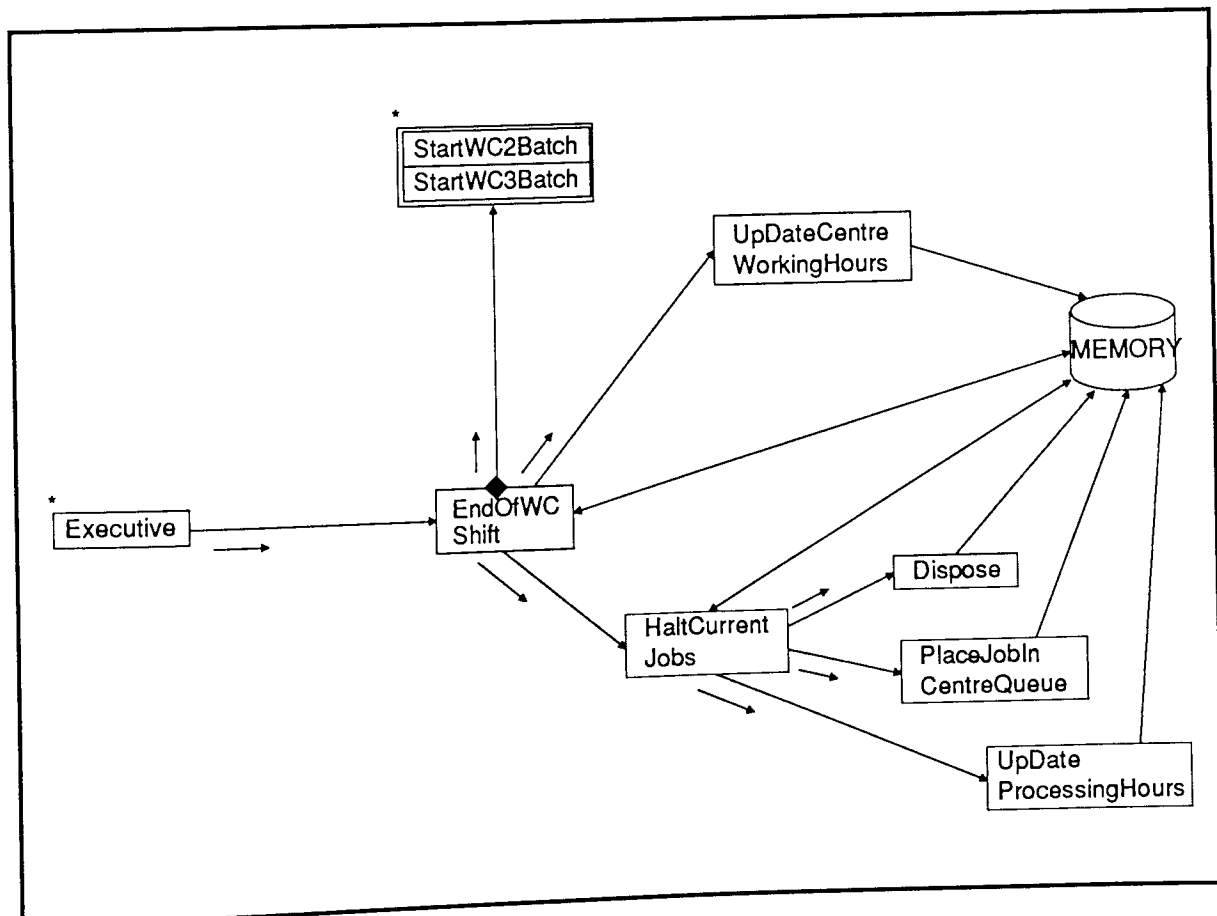 *
StartWC2Batch
StartWC3Batch
UpDateCentre
WorkingHours
MEMORY
*
Executive
EndOfWC
Shift
Dispose
HaltCurrent
Jobs
PlaceJobIn
CentreQueue
UpDate
ProcessingHours